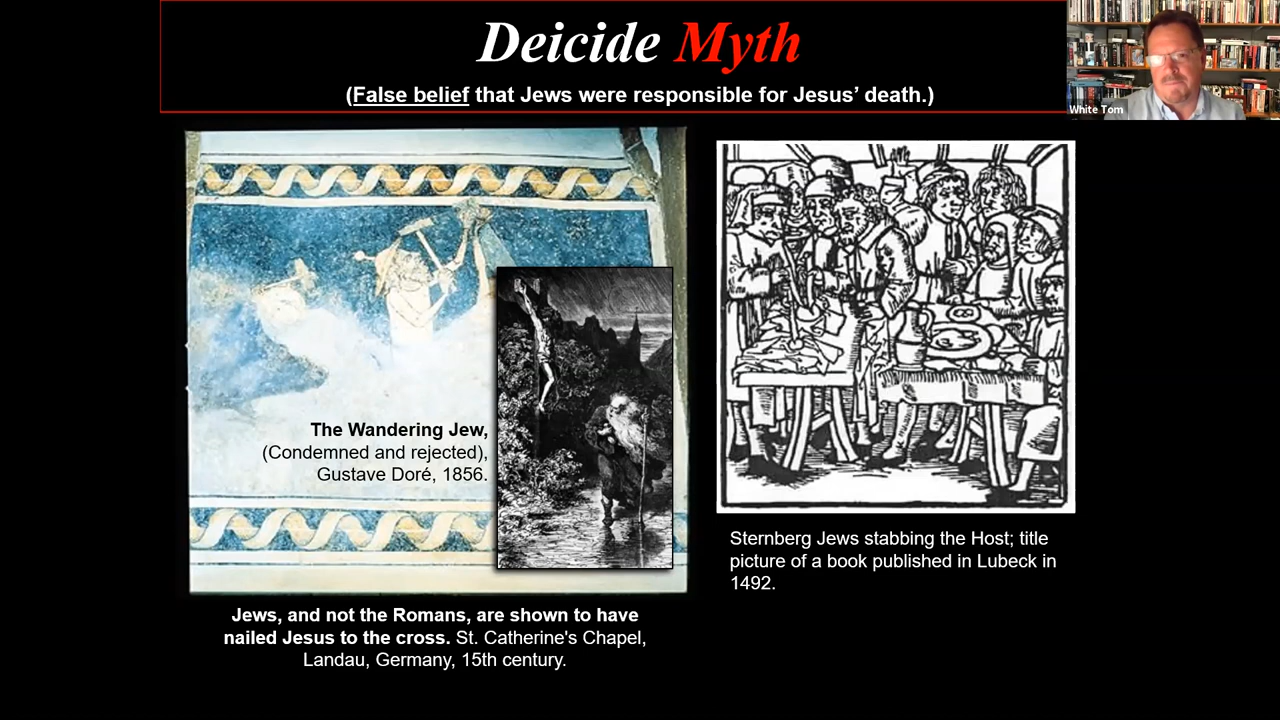 Deicide Myth
(False belief that Jews were responsible for Jesus’ death.)
White Tom
The Wandering Jew,
(Condemned and rejected),
Gustave Doré, 1856.
Jews, and not the Romans, are shown to have
nailed Jesus to the cross. St. Catherine's Chapel,
Landau, Germany, 15th century.
Sternberg Jews stabbing the Host; title
picture of a book published in Lubeck in
1492.